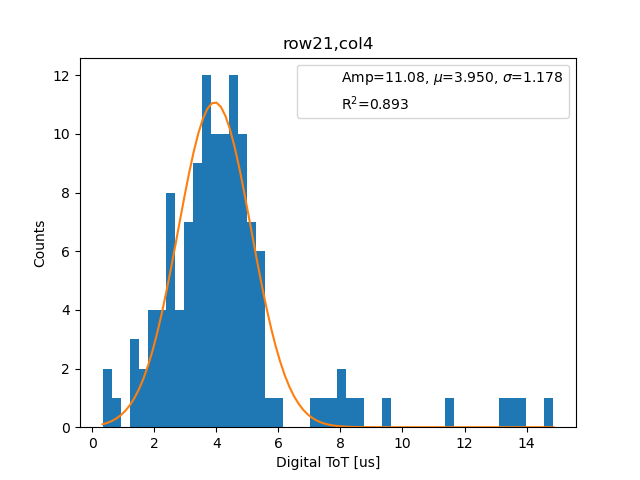 row21,col4
Amp=11.08, μ=3.950, σ=1.178
R²=0.893
Counts
12
10
8
6
4
2
0
0 2 4 6 8 10 12 14
Digital ToT [us]